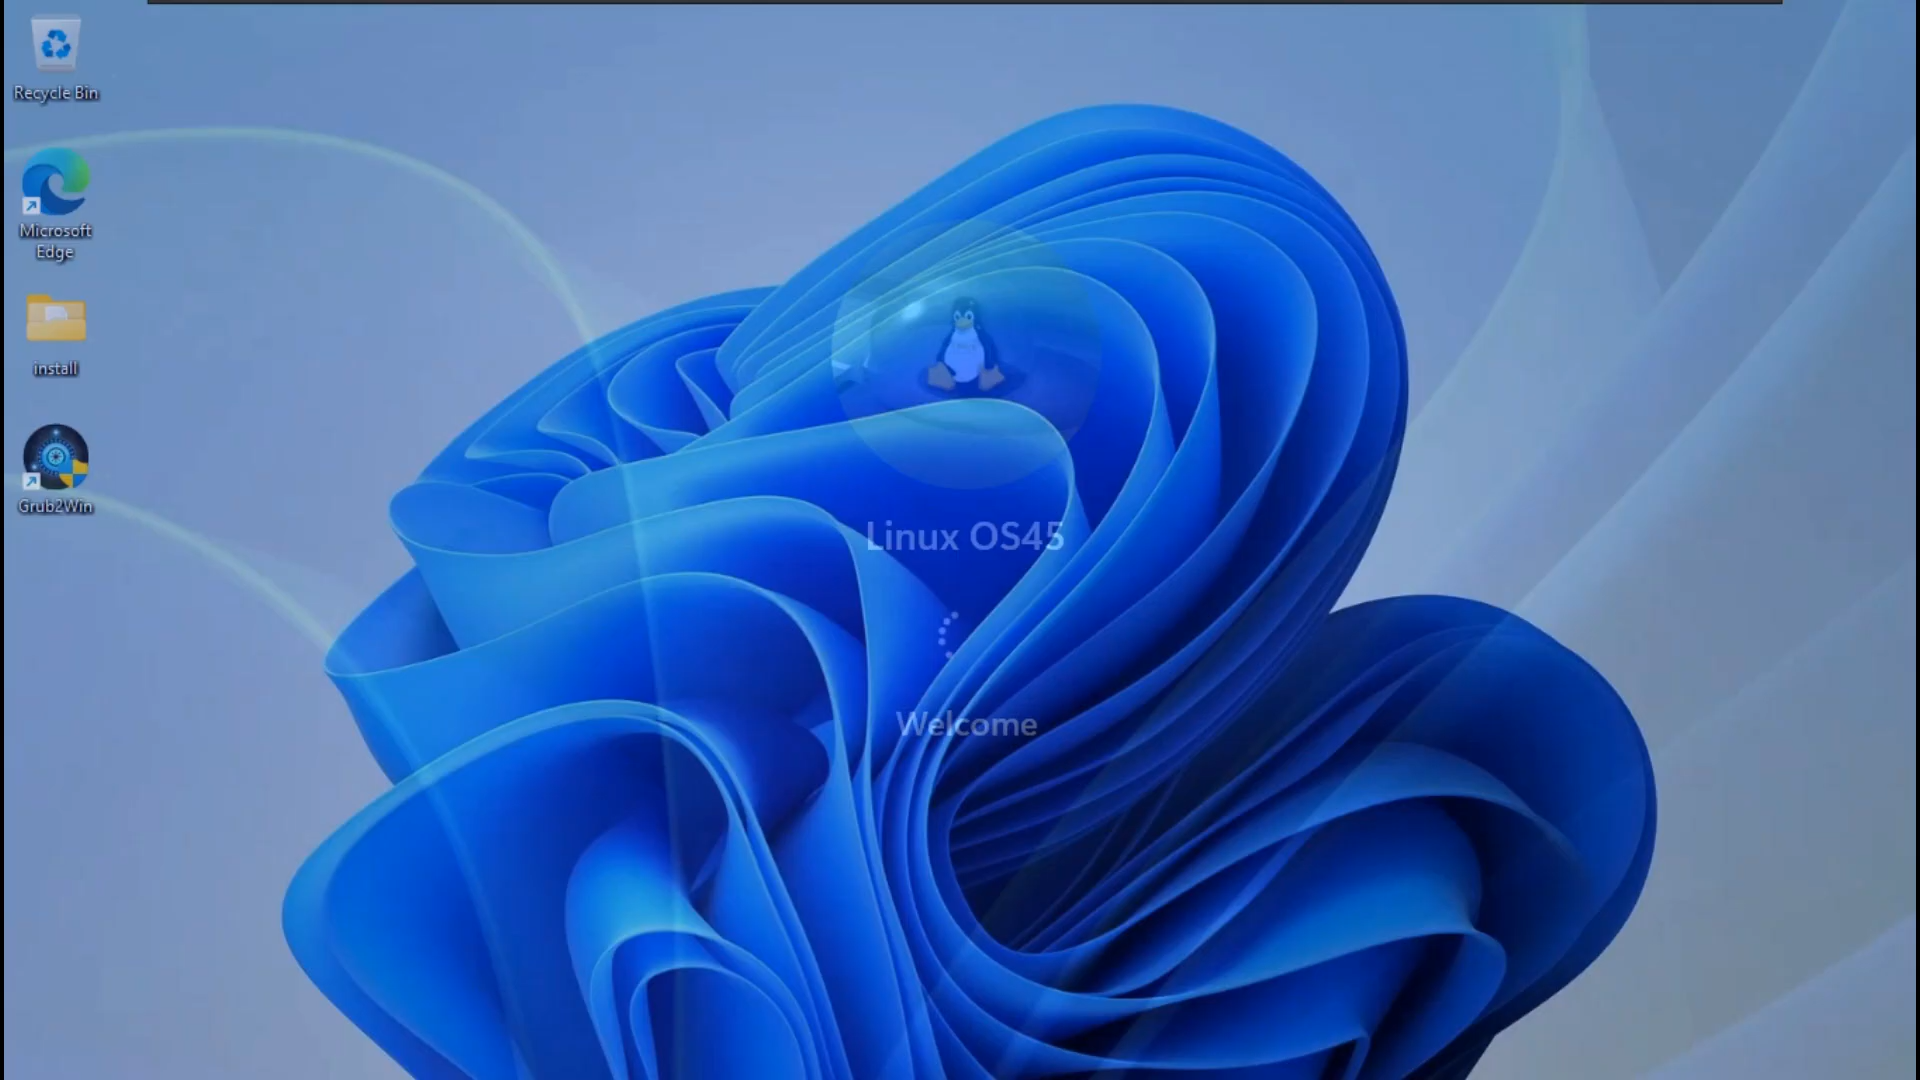 Recycle Bin
Microsoft
Edge
install
Grub2Win
Linux OS45
Welcome